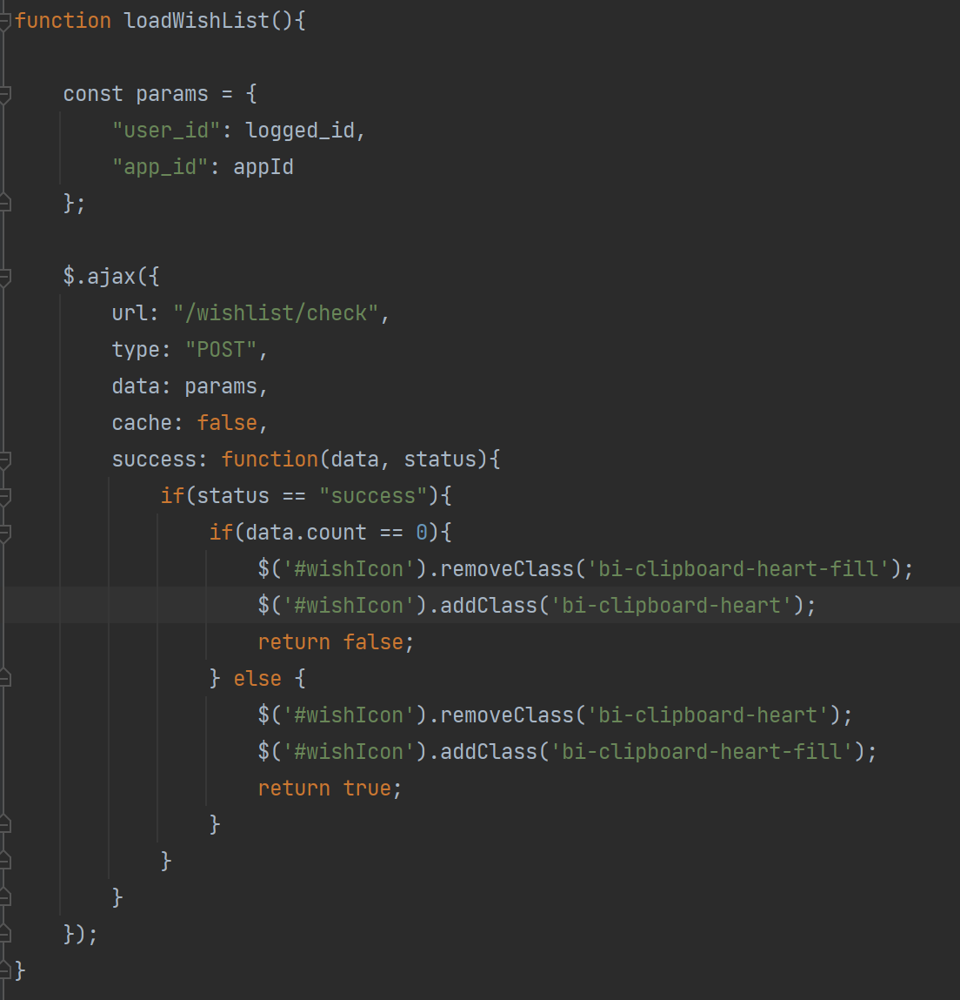 function loadWishList(){
const params = {
"user_id": logged_id,
"app_id": appId
};
$.ajax({
url: "/wishlist/check",
type: "POST",
data: params,
cache: false,
success: function(data, status){
if(status == "success"){
if(data.count == 0){
$('#wishIcon').removeClass('bi-clipboard-heart-fill');
$('#wishIcon').addClass('bi-clipboard-heart');
return false;
} else {
$('#wishIcon').removeClass('bi-clipboard-heart');
$('#wishIcon').addClass('bi-clipboard-heart-fill');
return true;
}
}
}
});
}